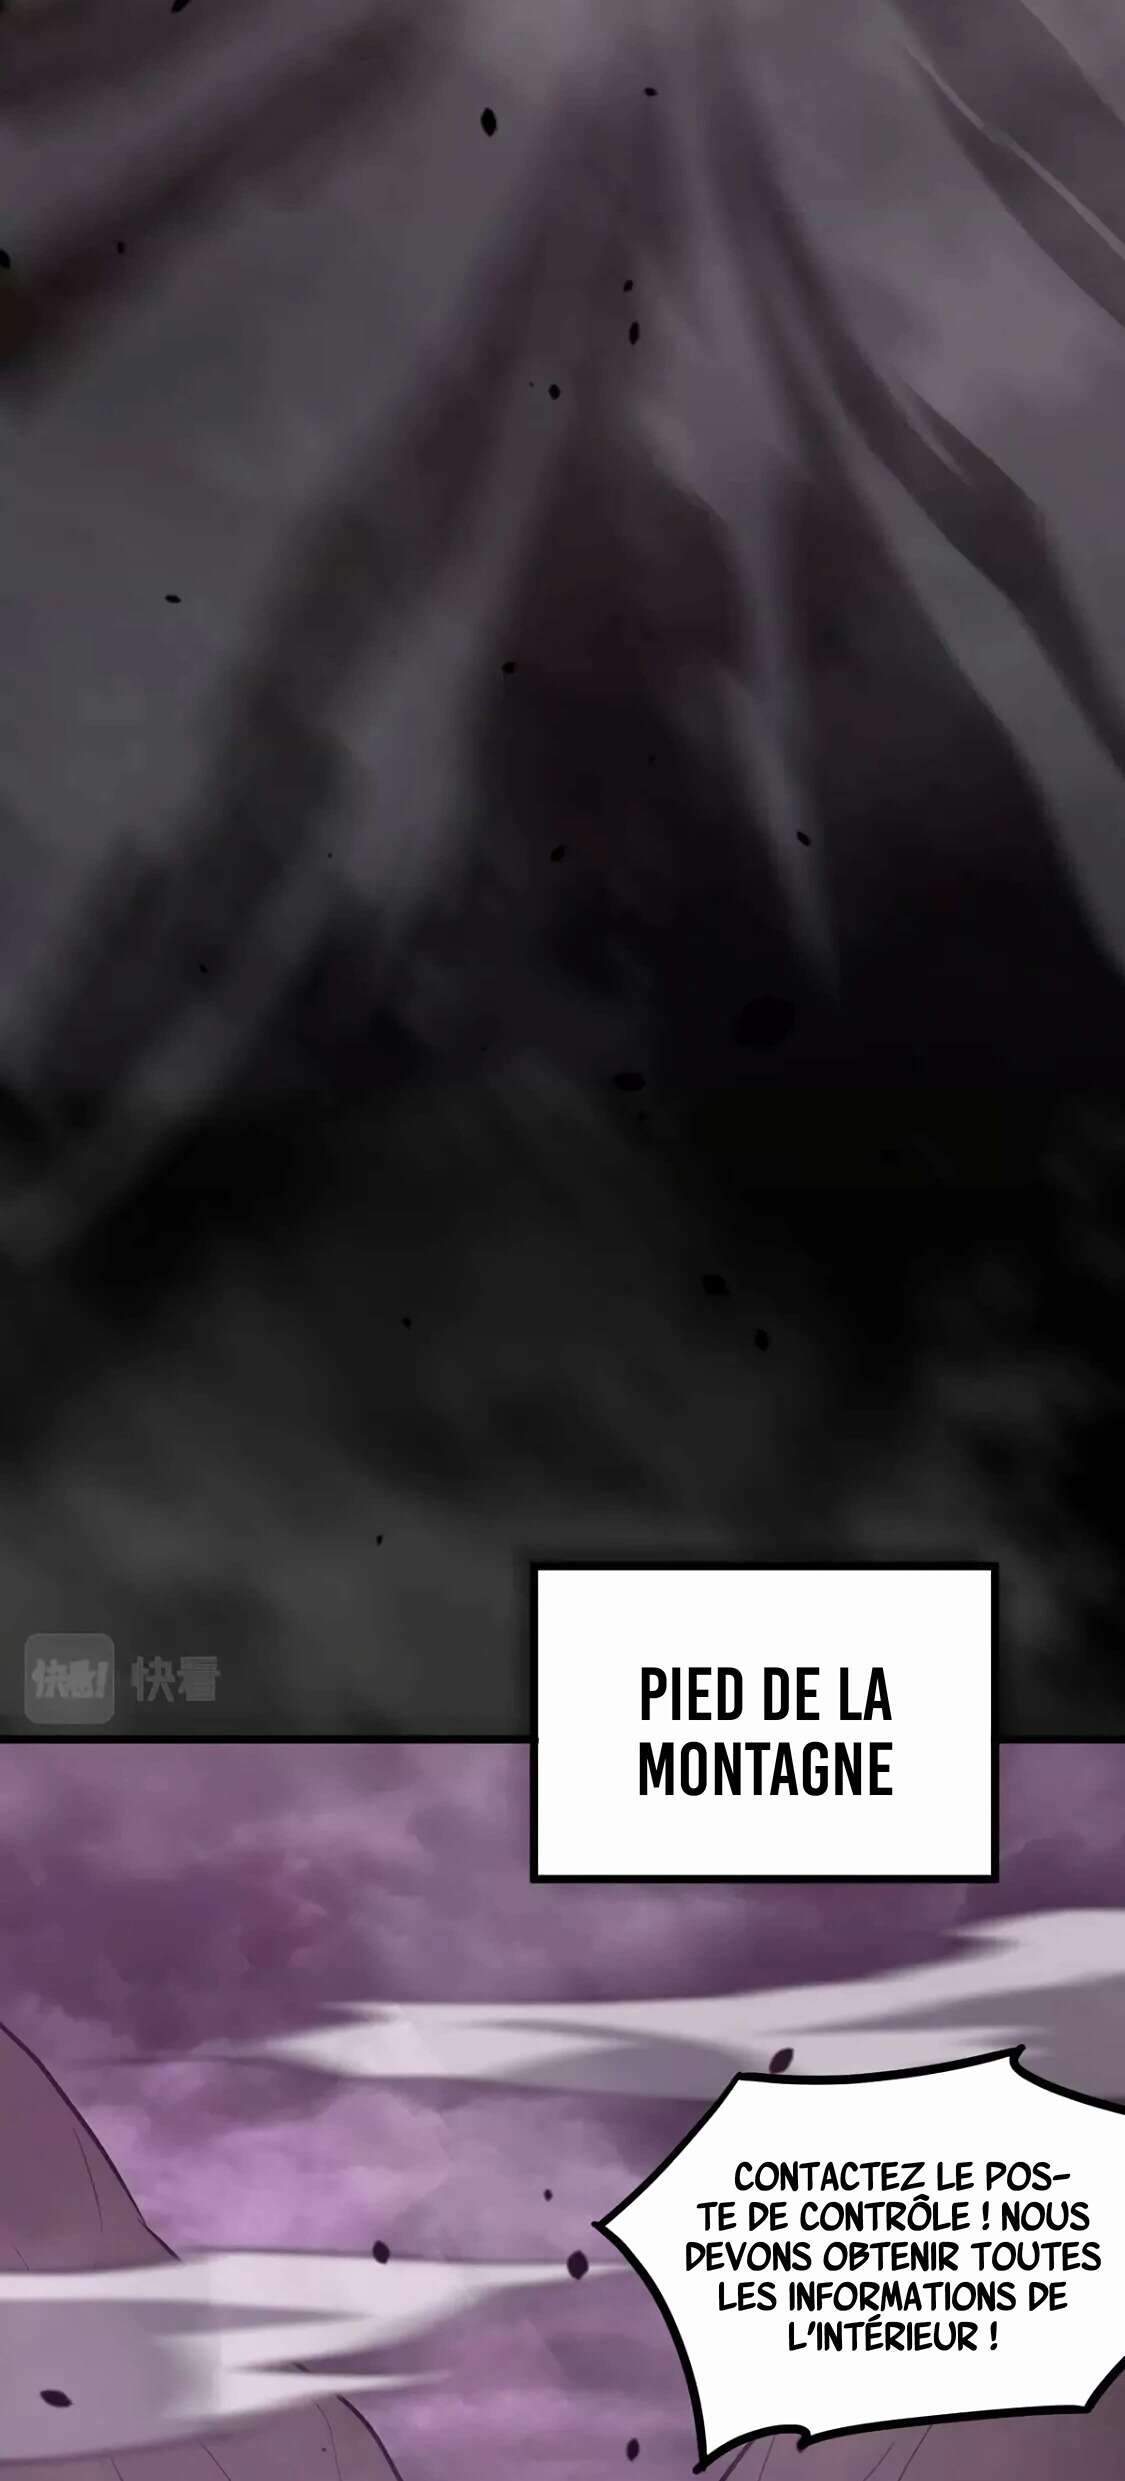 快看! 快看
PIED DE LA
MONTAGNE
CONTACTEZ LE POS-
TE DE CONTRÔLE ! NOUS
DEVONS OBTENIR TOUTES
LES INFORMATIONS DE
L'INTÉRIEUR !